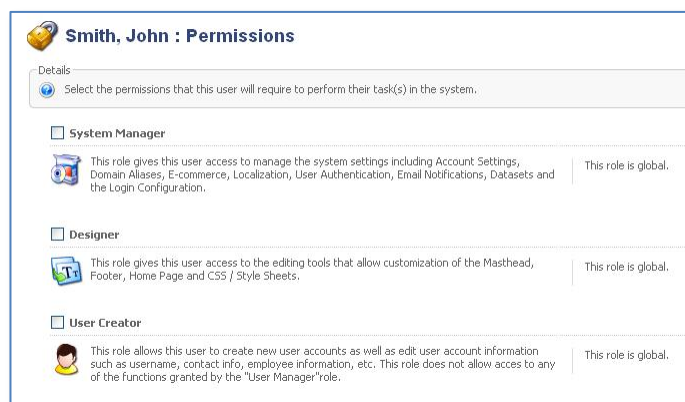 Smith, John : Permissions
Details
Select the permissions that this user will require to perform their task(s) in the system.
System Manager
This role gives this user access to manage the system settings including Account Settings,
Domain Aliases, E-commerce, Localization, User Authentication, Email Notifications, Datasets and
the Login Configuration.
This role is global.
Designer
This role gives this user access to the editing tools that allow customization of the Masthead,
Footer, Home Page and CSS / Style Sheets.
This role is global.
User Creator
This role allows this user to create new user accounts as well as edit user account information
such as username, contact info, employee information, etc. This role does not allow acces to any
of the functions granted by the "User Manager"role.
This role is global.